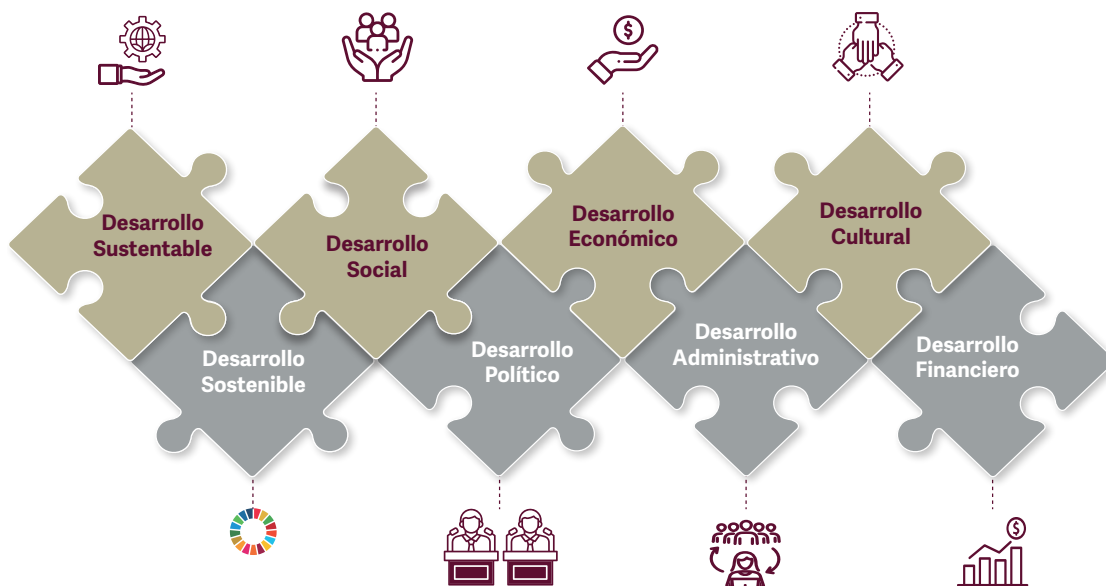 Desarrollo
Sustentable
Desarrollo
Social
Desarrollo
Económico
Desarrollo
Cultural
Desarrollo
Sostenible
Desarrollo
Político
Desarrollo
Administrativo
Desarrollo
Financiero
$
$